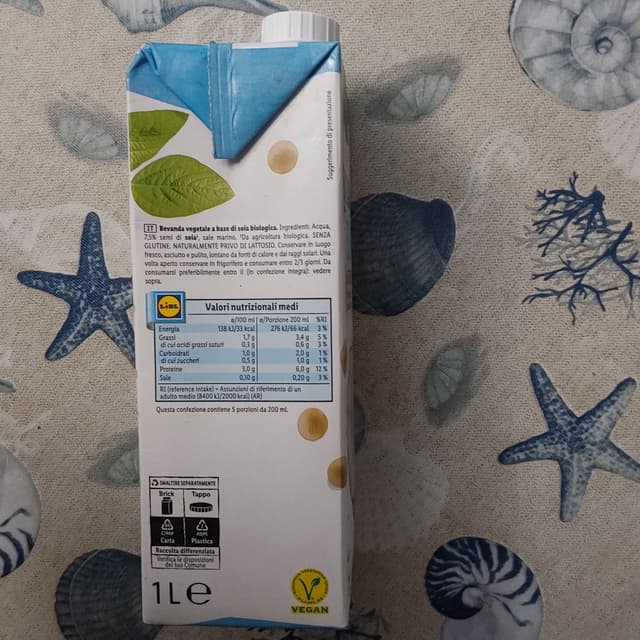 Suggerimento di presentazione
IT Bevanda vegetale a base di soia biologica. Ingredienti: Acqua,
7,5% semi di soia¹, sale marino. ¹Da agricoltura biologica. SENZA
GLUTINE. NATURALMENTE PRIVO DI LATTOSIO. Conservare in luogo
fresco, asciutto e pulito, lontano da fonti di calore e dai raggi solari. Una
volta aperto conservare in frigorifero e consumare entro 2/3 giorni. Da
consumarsi preferibilmente entro il (in confezione integra): vedere
sopra.
LIDL
Valori nutrizionali medi
ø/100 ml ø/Porzione 200 ml %RI
Energia 138 kJ/33 kcal 276 kJ/66 kcal 3 %
Grassi 1,7 g 3,4 g 5 %
di cui acidi grassi saturi 0,3 g 0,6 g 3 %
Carboidrati 1,0 g 2,0 g 1 %
di cui zuccheri 0,5 g 1,0 g 1 %
Proteine 3,0 g 6,0 g 12 %
Sale 0,10 g 0,20 g 3 %
RI (reference intake) = Assunzioni di riferimento di un
adulto medio (8400 kJ/2000 kcal) (AR)
Questa confezione contiene 5 porzioni da 200 ml.
SMALTIRE SEPARATAMENTE
Brick Tappo
C/PAP HDPE
Carta Plastica
Raccolta differenziata
Verifica le disposizioni
del tuo Comune
1L e
V
VEGAN